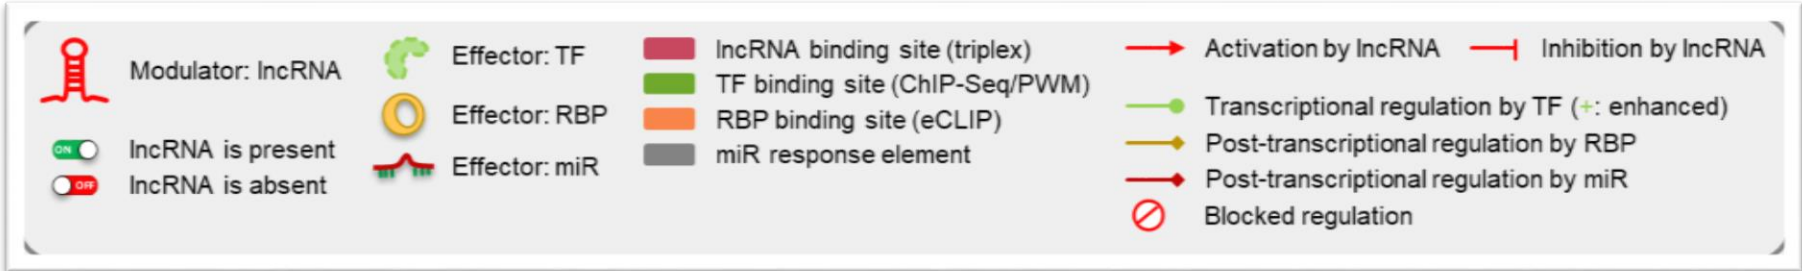 Modulator: lncRNA
ON lncRNA is present
OFF lncRNA is absent
Effector: TF
Effector: RBP
Effector: miR
lncRNA binding site (triplex)
TF binding site (ChIP-Seq/PWM)
RBP binding site (eCLIP)
miR response element
Activation by lncRNA
Inhibition by lncRNA
Transcriptional regulation by TF (+: enhanced)
Post-transcriptional regulation by RBP
Post-transcriptional regulation by miR
Blocked regulation